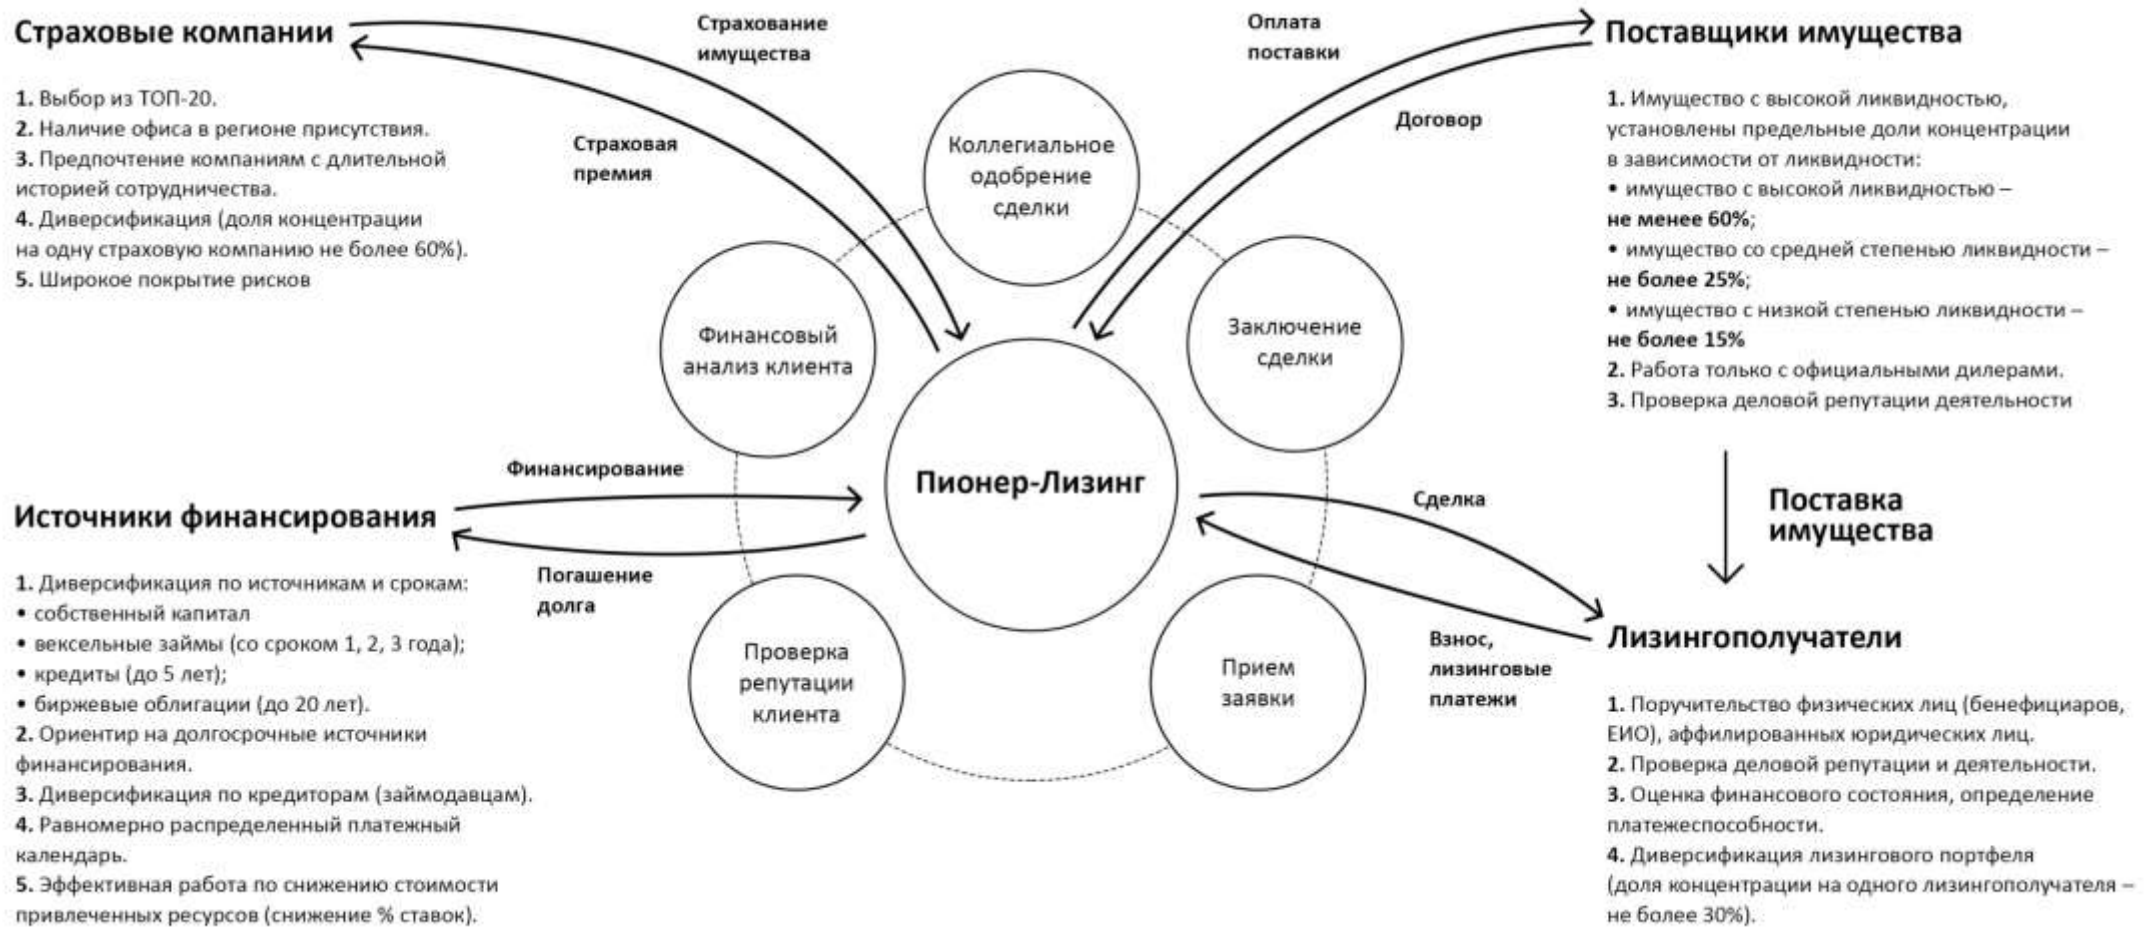 Страховые компании
1. Выбор из ТОП-20.
2. Наличие офиса в регионе присутствия.
3. Предпочтение компаниям с длительной
историей сотрудничества.
4. Диверсификация (доля концентрации
на одну страховую компанию не более 60%).
5. Широкое покрытие рисков
Страхование
имущества
Страховая
премия
Оплата
поставки
Договор
Поставщики имущества
1. Имущество с высокой ликвидностью,
установлены предельные доли концентрации
в зависимости от ликвидности:
• имущество с высокой ликвидностью –
не менее 60%;
• имущество со средней степенью ликвидности –
не более 25%;
• имущество с низкой степенью ликвидности –
не более 15%
2. Работа только с официальными дилерами.
3. Проверка деловой репутации деятельности
Коллегиальное
одобрение
сделки
Финансовый
анализ клиента
Заключение
сделки
Пионер-Лизинг
Проверка
репутации
клиента
Прием
заявки
Финансирование
Погашение
долга
Сделка
Взнос,
лизинговые
платежи
Поставка
имущества
Источники финансирования
1. Диверсификация по источникам и срокам:
• собственный капитал
• вексельные займы (со сроком 1, 2, 3 года);
• кредиты (до 5 лет);
• биржевые облигации (до 20 лет).
2. Ориентир на долгосрочные источники
финансирования.
3. Диверсификация по кредиторам (займодавцам).
4. Равномерно распределенный платежный
календарь.
5. Эффективная работа по снижению стоимости
привлеченных ресурсов (снижение % ставок).
Лизингополучатели
1. Поручительство физических лиц (бенефициаров,
ЕИО), аффилированных юридических лиц.
2. Проверка деловой репутации и деятельности.
3. Оценка финансового состояния, определение
платежеспособности.
4. Диверсификация лизингового портфеля
(доля концентрации на одного лизингополучателя –
не более 30%).